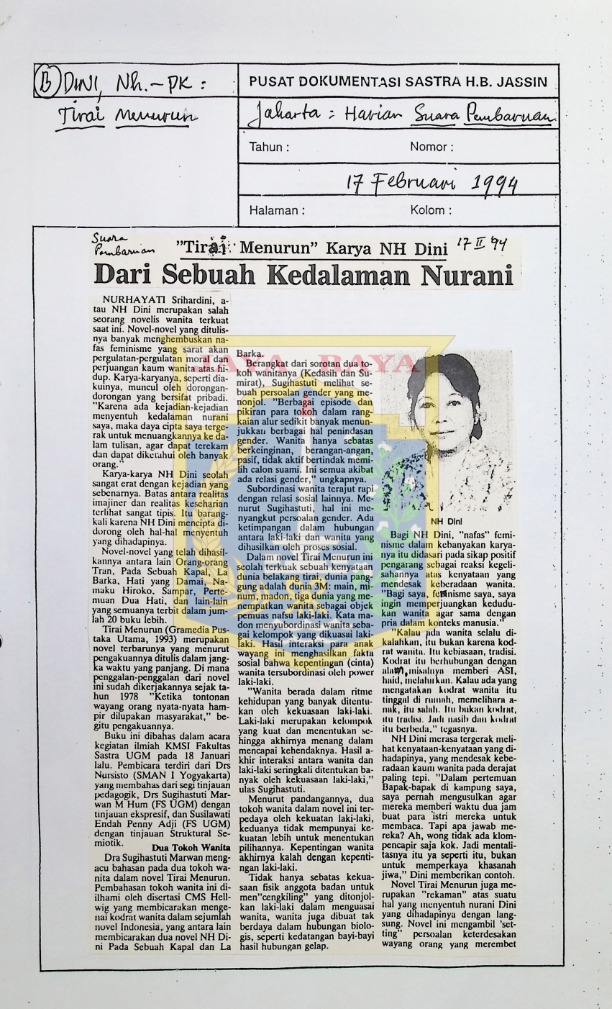 B DINI, Nh. - PK :
Tirai Menurun
PUSAT DOKUMENTASI SASTRA H.B. JASSIN
Jakarta : Harian Suara Pembaruan
Tahun :
Nomor :
17 Februari 1994
Halaman :
Kolom :
Suara
Pembaruan
"Tirai Menurun" Karya NH Dini
17 II 94
Dari Sebuah Kedalaman Nurani
NURHAYATI Srihardini, a-
tau NH Dini merupakan salah
seorang novelis wanita terkuat
saat ini. Novel-novel yang ditulis-
nya banyak menghembuskan na-
fas feminisme yang sarat akan
pergulatan-pergulatan moral dan
perjuangan kaum wanita atas hi-
dup. Karya-karyanya, seperti dia-
kuinya, muncul oleh dorongan-
dorongan yang bersifat pribadi.
"Karena ada kejadian-kejadian
menyentuh kedalaman nurani
saya, maka daya cipta saya terge-
rak untuk menuangkannya ke da-
lam tulisan, agar dapat terekam
dan dapat diketahui oleh banyak
orang."
Karya-karya NH Dini seolah
sangat erat dengan kejadian yang
sebenarnya. Batas antara realitas
imajiner dan realitas keseharian
terlihat sangat tipis. Itu barang-
kali karena NH Dini mencipta di-
dorong oleh hal-hal menyentuh
yang dihadapinya.
Novel-novel yang telah dihasil-
kannya antara lain Orang-orang
Tran, Pada Sebuah Kapal, La
Barka, Hati yang Damai, Na-
maku Hiroko, Sampar, Perte-
muan Dua Hati, dan lain-lain
yang semuanya terbit dalam jum-
lah 20 buku lebih.
Tirai Menurun (Gramedia Pus-
taka Utama, 1993) merupakan
novel terbarunya yang menurut
pengakuannya ditulis dalam jang-
ka waktu yang panjang. Di mana
penggalan-penggalan dari novel
ini sudah dikerjakannya sejak ta-
hun 1978 "Ketika tontonan
wayang orang nyata-nyata ham-
pir dilupakan masyarakat," be-
gitu pengakuannya.
Buku ini dibahas dalam acara
kegiatan ilmiah KMSI Fakultas
Sastra UGM pada 18 Januari
lalu. Pembicara terdiri dari Drs
Nursisto (SMAN I Yogyakarta)
yang membahas dari segi tinjauan
pedagogik, Drs Sugihastuti Mar-
wan M Hum (FS UGM) dengan
tinjauan ekspresif, dan Susilawati
Endah Penny Adji (FS UGM)
dengan tinjauan Struktural Se-
miotik.
Dua Tokoh Wanita
Dra Sugihastuti Marwan meng-
acu bahasan pada dua tokoh wa-
nita dalam novel Tirai Menurun.
Pembahasan tokoh wanita ini di-
ilhami oleh disertasi CMS Hell-
wig yang membicarakan menge-
nai kodrat wanita dalam sejumlah
novel Indonesia, yang antara lain
membicarakan dua novel NH Di-
ni Pada Sebuah Kapal dan La
Barka.
Berangkat dari sorotan dua to-
koh wanitanya (Kedasih dan Su-
mirat), Sugihastuti melihat se-
buah persoalan gender yang me-
nonjol. "Berbagai episode dan
pikiran para tokoh dalam rang-
kaian alur sedikit banyak menun-
jukkan berbagai hal penindasan
gender. Wanita hanya sebatas
berkeinginan, berangan-angan,
pasif, tidak aktif bertindak memi-
lih calon suami. Ini semua akibat
ada relasi gender," ungkapnya.
Subordinasi wanita terajut rapi
dengan relasi sosial lainnya. Me-
nurut Sugihastuti, hal ini me-
nyangkut persoalan gender. Ada
ketimpangan dalam hubungan
antara laki-laki dan wanita yang
dihasilkan oleh proses sosial.
Dalam novel Tirai Menurun ini
seolah terkuak sebuah kenyataan
dunia belakang pentas, dunia pang-
gung adalah dunia 3M: main, mi-
num, madon, tiga dunia yang me-
nempatkan wanita sebagai objek
pemuas nafsu laki-laki. Kata ma-
don menyubordinasi wanita seba-
gai kelompok yang dikuasai laki-
laki. Hasil interaksi para anak
wayang ini menghasilkan fakta
sosial bahwa kepentingan (cinta)
wanita tersubordinasi oleh power
laki-laki.
"Wanita berada dalam ritme
kehidupan yang banyak ditentu-
kan oleh kekuasaan laki-laki.
Laki-laki merupakan kelompok
yang kuat dan menentukan se-
hingga akhirnya menang dalam
mencapai kehendaknya. Hasil a-
khir interaksi antara wanita dan
laki-laki seringkali ditentukan ba-
nyak oleh kekuasaan laki-laki,"
ulas Sugihastuti.
Menurut pandangannya, dua
tokoh wanita dalam novel ini ter-
pedaya oleh kekuatan laki-laki,
keduanya tidak mempunyai ke-
kuatan lebih untuk menentukan
pilihannya. Kepentingan wanita
akhirnya kalah dengan kepenti-
ngan laki-laki.
Tidak hanya sebatas kekua-
saan fisik anggota badan untuk
men"cengkiling" yang ditonjol-
kan laki-laki dalam menguasai
wanita, wanita juga dibuat tak
berdaya dalam hubungan biolo-
gis, seperti kedatangan bayi-bayi
hasil hubungan gelap.
NH Dini
Bagi NH Dini, "nafas" femi-
nisme dalam kebanyakan karya-
nya itu didasari pada sikap positif
pengarang sebagai reaksi kegeli-
sahannya atas kenyataan yang
mendesak keberadaan wanita.
"Bagi saya, feminisme saya, saya
ingin memperjuangkan kedudu-
kan wanita agar sama dengan
pria dalam konteks manusia."
"Kalau ada wanita selalu di-
salahkan, itu bukan karena kod-
rat wanita. Itu kebiasaan, tradisi.
Kodrat itu berhubungan dengan
alam, misalnya memberi ASI,
haid, melahirkan. Kalau ada yang
mengatakan kodrat wanita itu
tinggal di rumah, memelihara a-
nak, itu salah. Itu bukan kodrat,
itu tradisi. Jadi nasib dan kodrat
itu berbeda," tegasnya.
NH Dini merasa tergerak meli-
hat kenyataan-kenyataan yang di-
hadapinya, yang mendesak kebe-
radaan kaum wanita pada derajat
paling tepi. "Dalam pertemuan
Bapak-bapak di kampung saya,
saya pernah mengusulkan agar
mereka memberi waktu dua jam
buat para istri mereka untuk
membaca. Tapi apa jawab me-
reka? Ah, wong tidak ada klom-
pencapir saja kok. Jadi mentali-
tasnya itu ya seperti itu, bukan
untuk memperkaya khasanah
jiwa," Dini memberikan contoh.
Novel Tirai Menurun juga me-
rupakan "rekaman" atas suatu
hal yang menyentuh nurani Dini
yang dihadapinya dengan lang-
sung. Novel ini mengambil 'set-
ting" persoalan keterdesakan
wayang orang yang merembet
JAYA RAYA